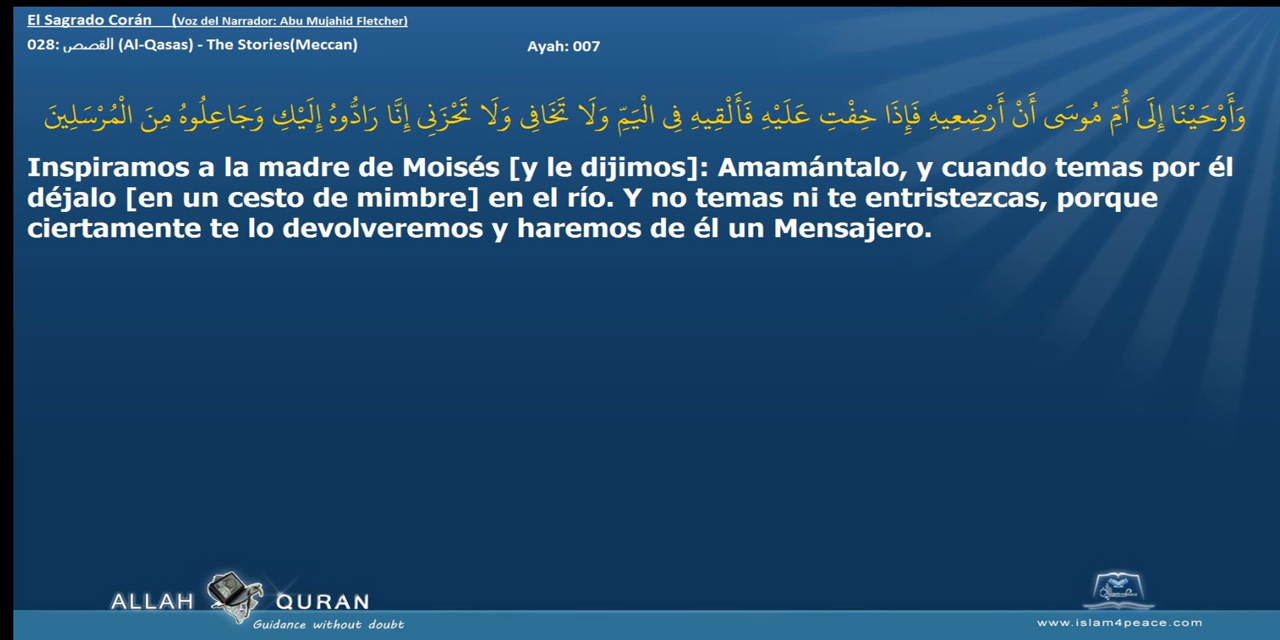 El Sagrado Corán (Voz del Narrador: Abu Mujahid Fletcher)
028: القصص (Al-Qasas) - The Stories(Meccan) Ayah: 007
وَأَوْحَيْنَا إِلَى أُمِّ مُوسَى أَنْ أَرْضِعِيهِ فَإِذَا خِفْتِ عَلَيْهِ فَأَلْقِيهِ فِي الْيَمِّ وَلَا تَخَافِي وَلَا تَحْزَنِي إِنَّا رَادُّوهُ إِلَيْكِ وَجَاعِلُوهُ مِنَ الْمُرْسَلِينَ
Inspiramos a la madre de Moisés [y le dijimos]: Amamántalo, y cuando temas por él
déjalo [en un cesto de mimbre] en el río. Y no temas ni te entristezcas, porque
ciertamente te lo devolveremos y haremos de él un Mensajero.
ALLAH QURAN
Guidance without doubt
www.islam4peace.com